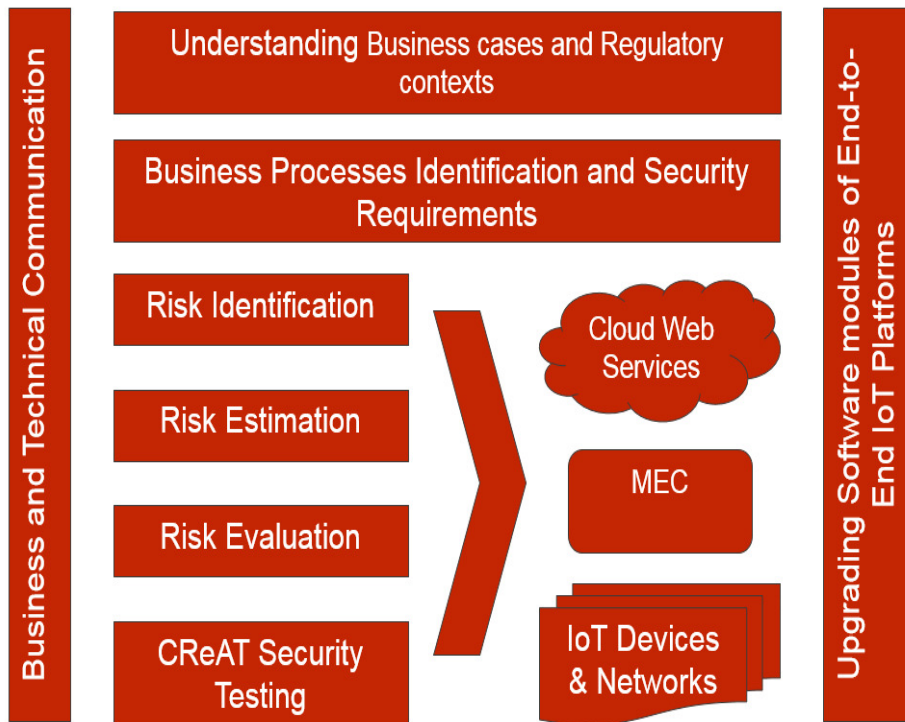 Business and Technical Communication
Understanding Business cases and Regulatory
contexts
Business Processes Identification and Security
Requirements
Risk Identification
Risk Estimation
Risk Evaluation
CReAT Security
Testing
Cloud Web
Services
MEC
IoT Devices
& Networks
Upgrading Software modules of End-to-
End IoT Platforms